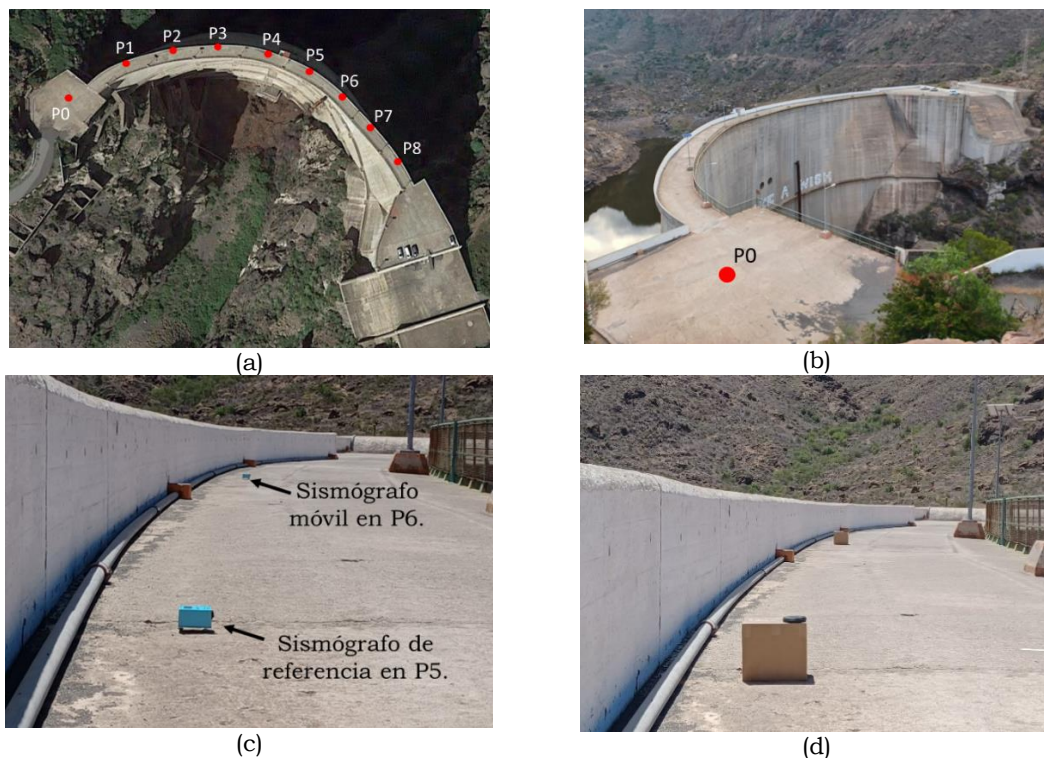 P0
P1
P2
P3
P4
P5
P6
P7
P8
(a)
A WISH
P0
(b)
Sismógrafo
móvil en P6.
Sismógrafo de
referencia en P5.
(c)
(d)